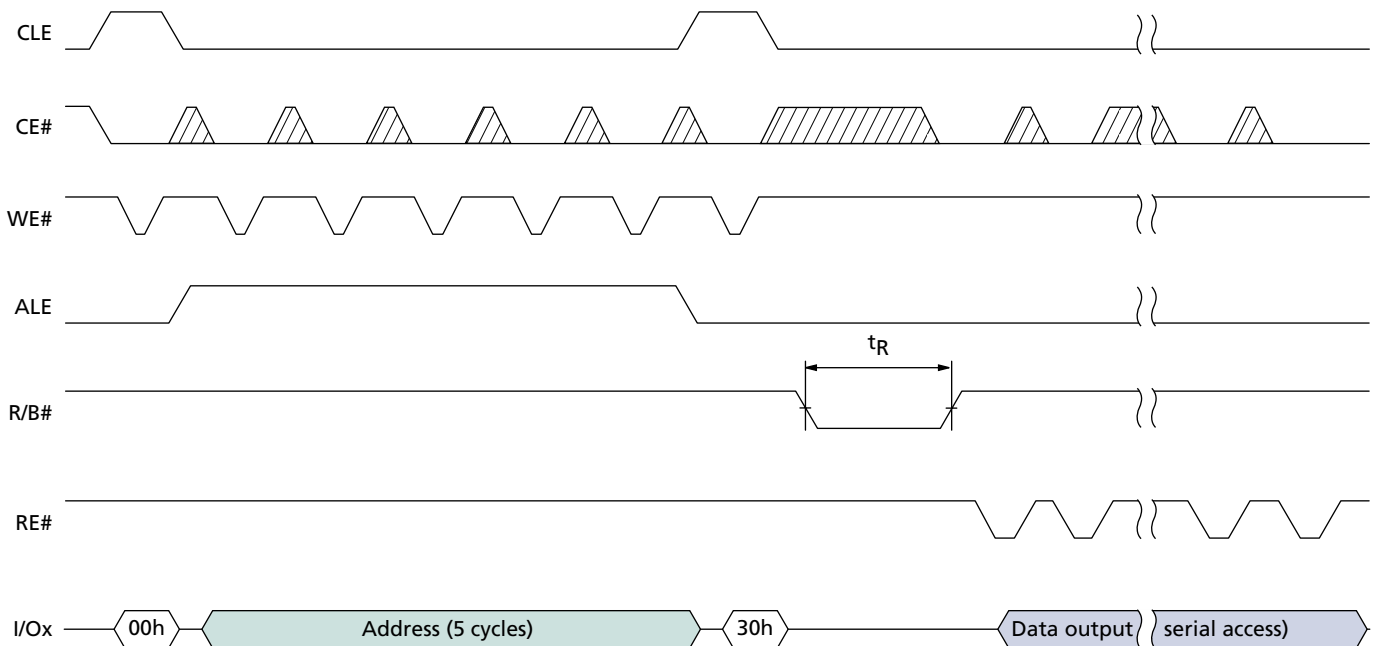 CLE
CE#
WE#
ALE
tR
R/B#
RE#
I/Ox
00h
Address (5 cycles)
30h
Data output
serial access)